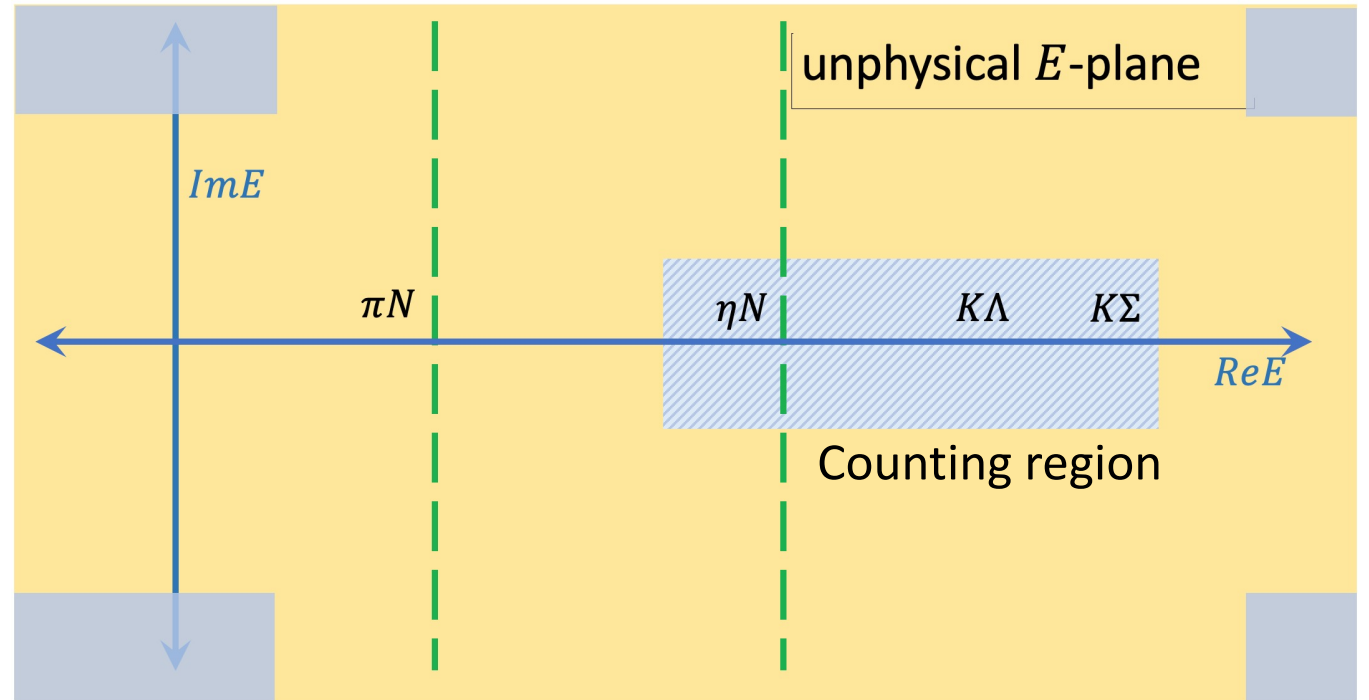 unphysical E-plane
ImE
πN
ηN
KΛ
KΣ
ReE
Counting region